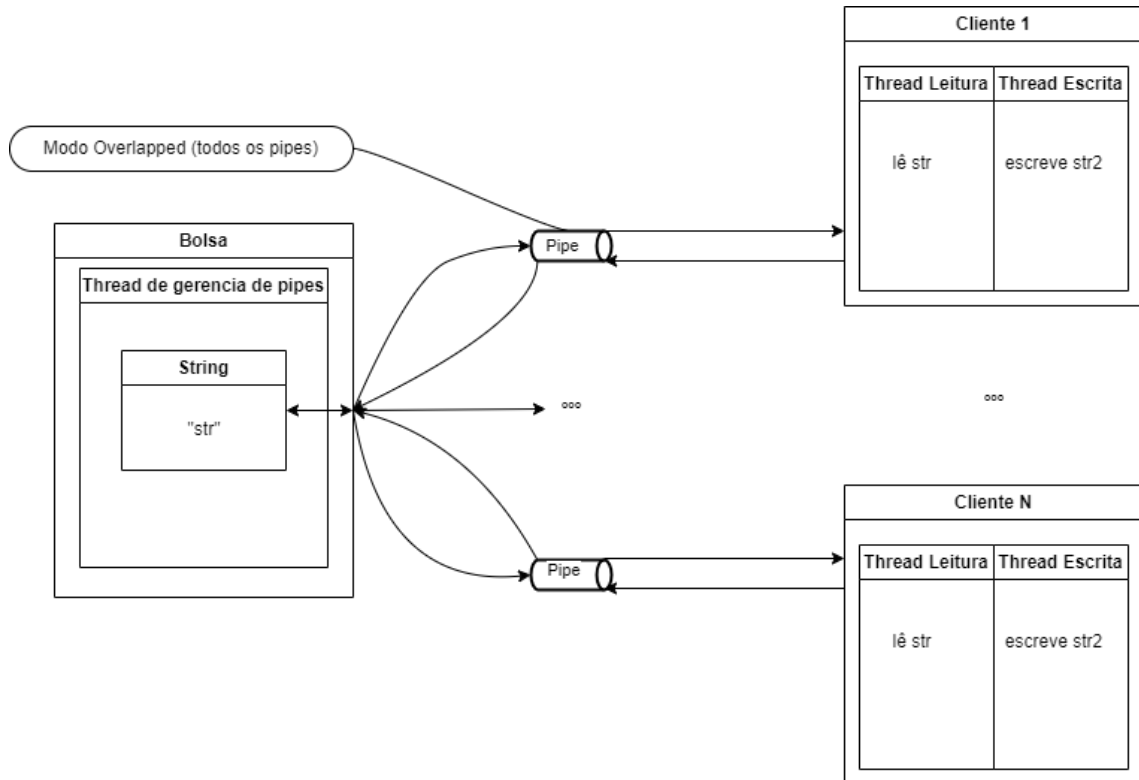 Cliente 1
Thread Leitura Thread Escrita
lê str escreve str2
Modo Overlapped (todos os pipes)
Bolsa
Thread de gerencia de pipes
String
"str"
Pipe
°°°
°°°
Pipe
Cliente N
Thread Leitura Thread Escrita
lê str escreve str2